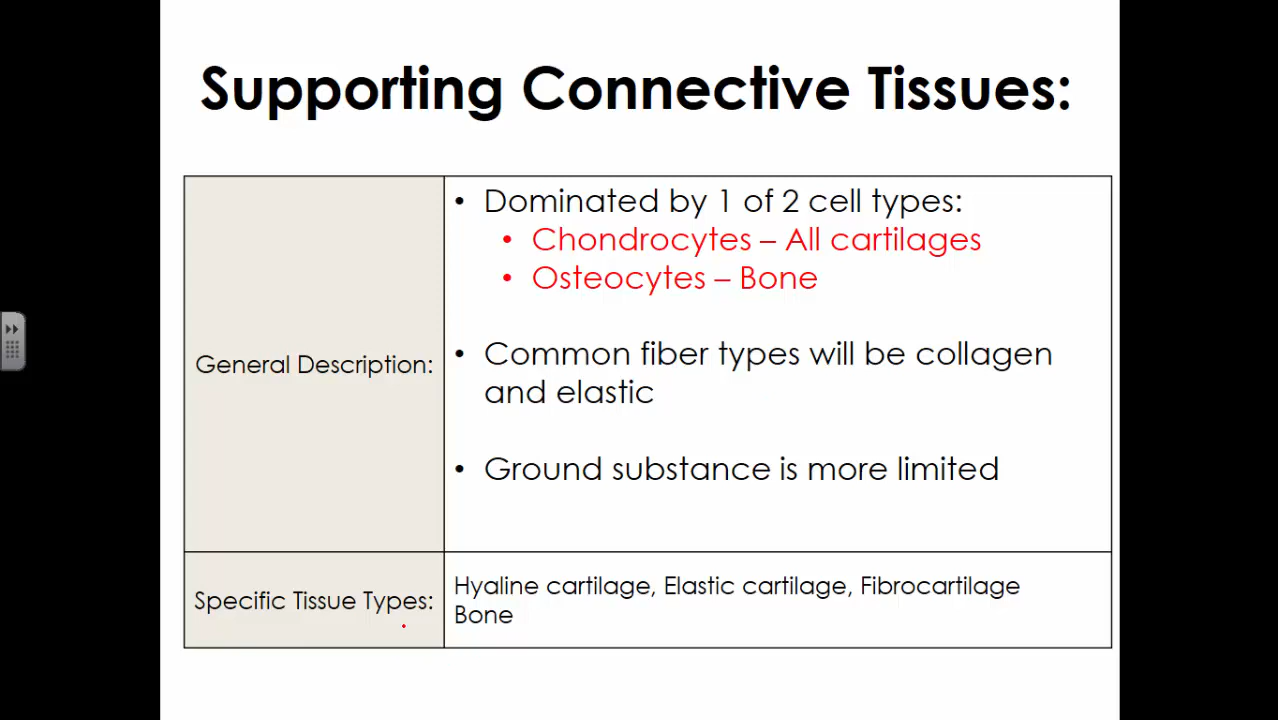 Supporting Connective Tissues:
General Description:
• Dominated by 1 of 2 cell types:
• Chondrocytes – All cartilages
• Osteocytes – Bone
• Common fiber types will be collagen
and elastic
• Ground substance is more limited
Specific Tissue Types:
Hyaline cartilage, Elastic cartilage, Fibrocartilage
Bone